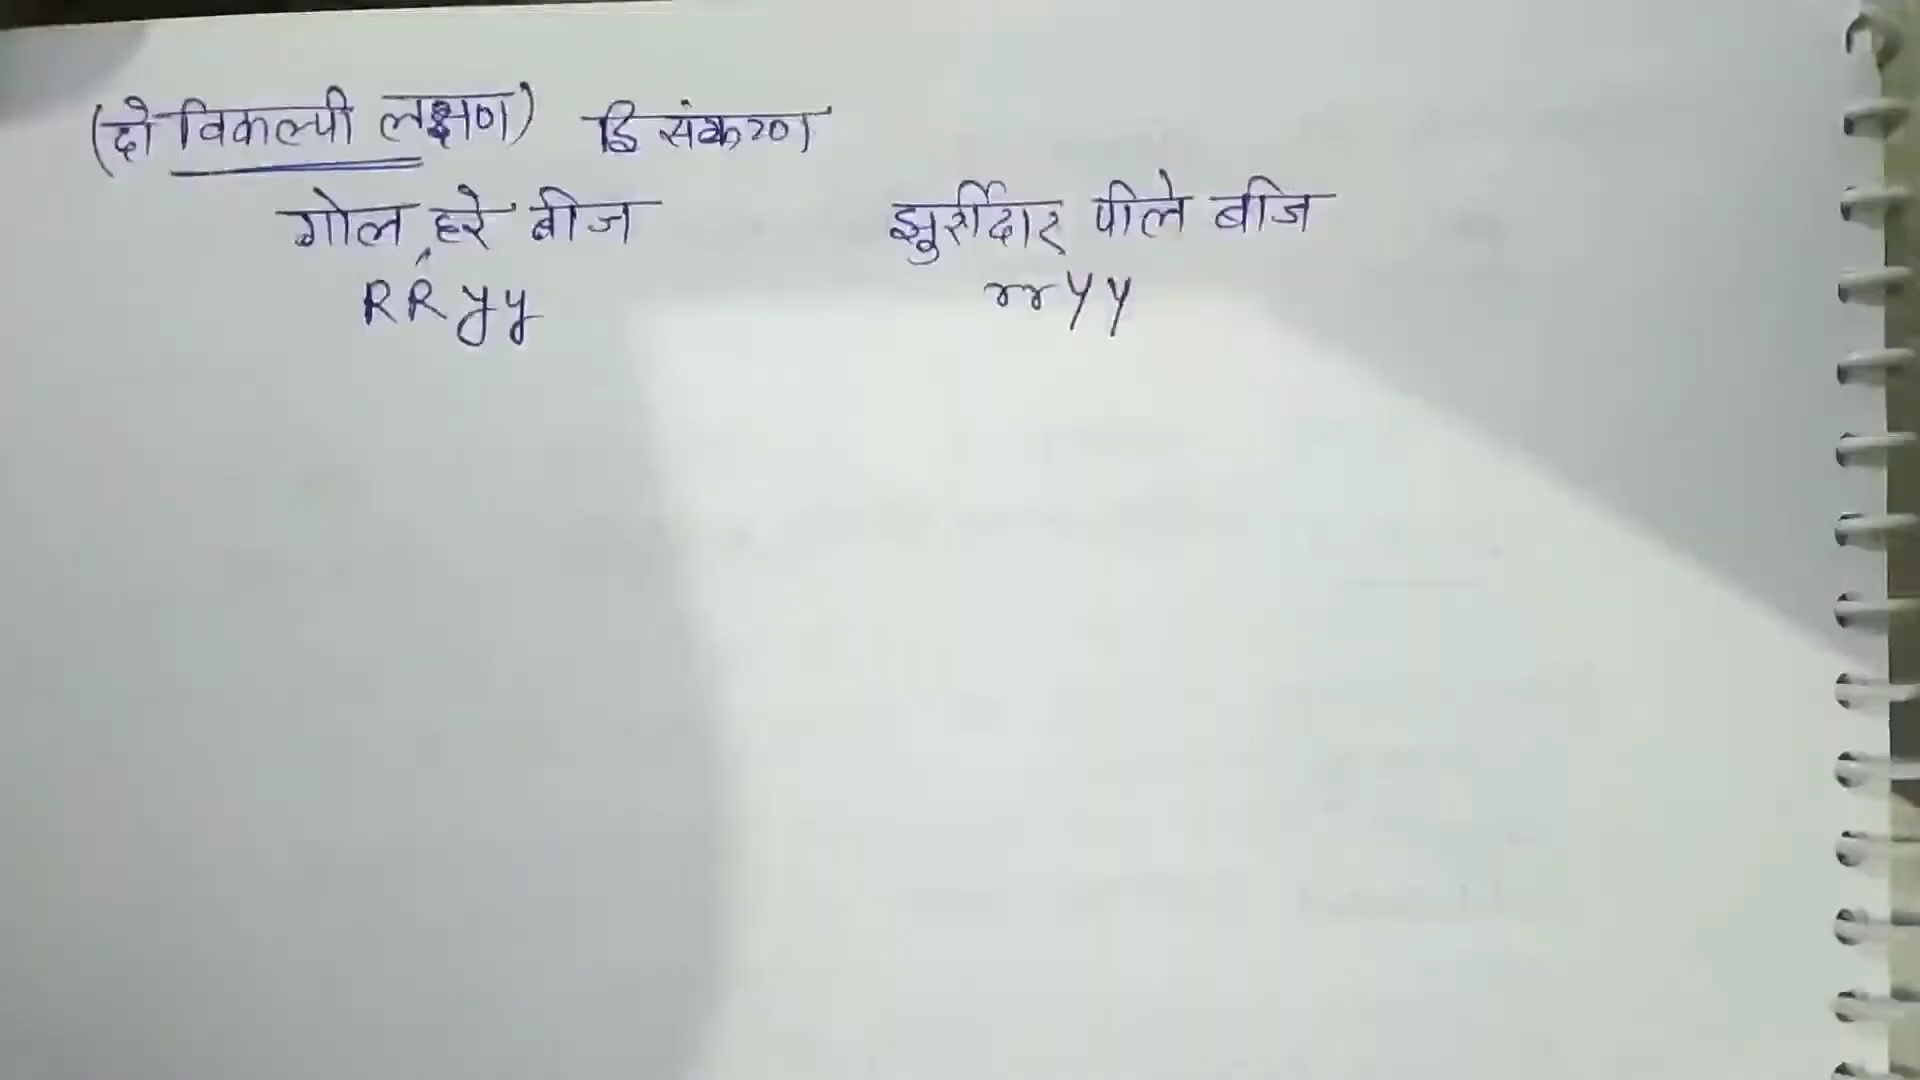 (दो विकल्पी लक्षण) द्वि संकरण
गोल, हरे बीज झुर्रीदार पीले बीज
RRyy rrYY